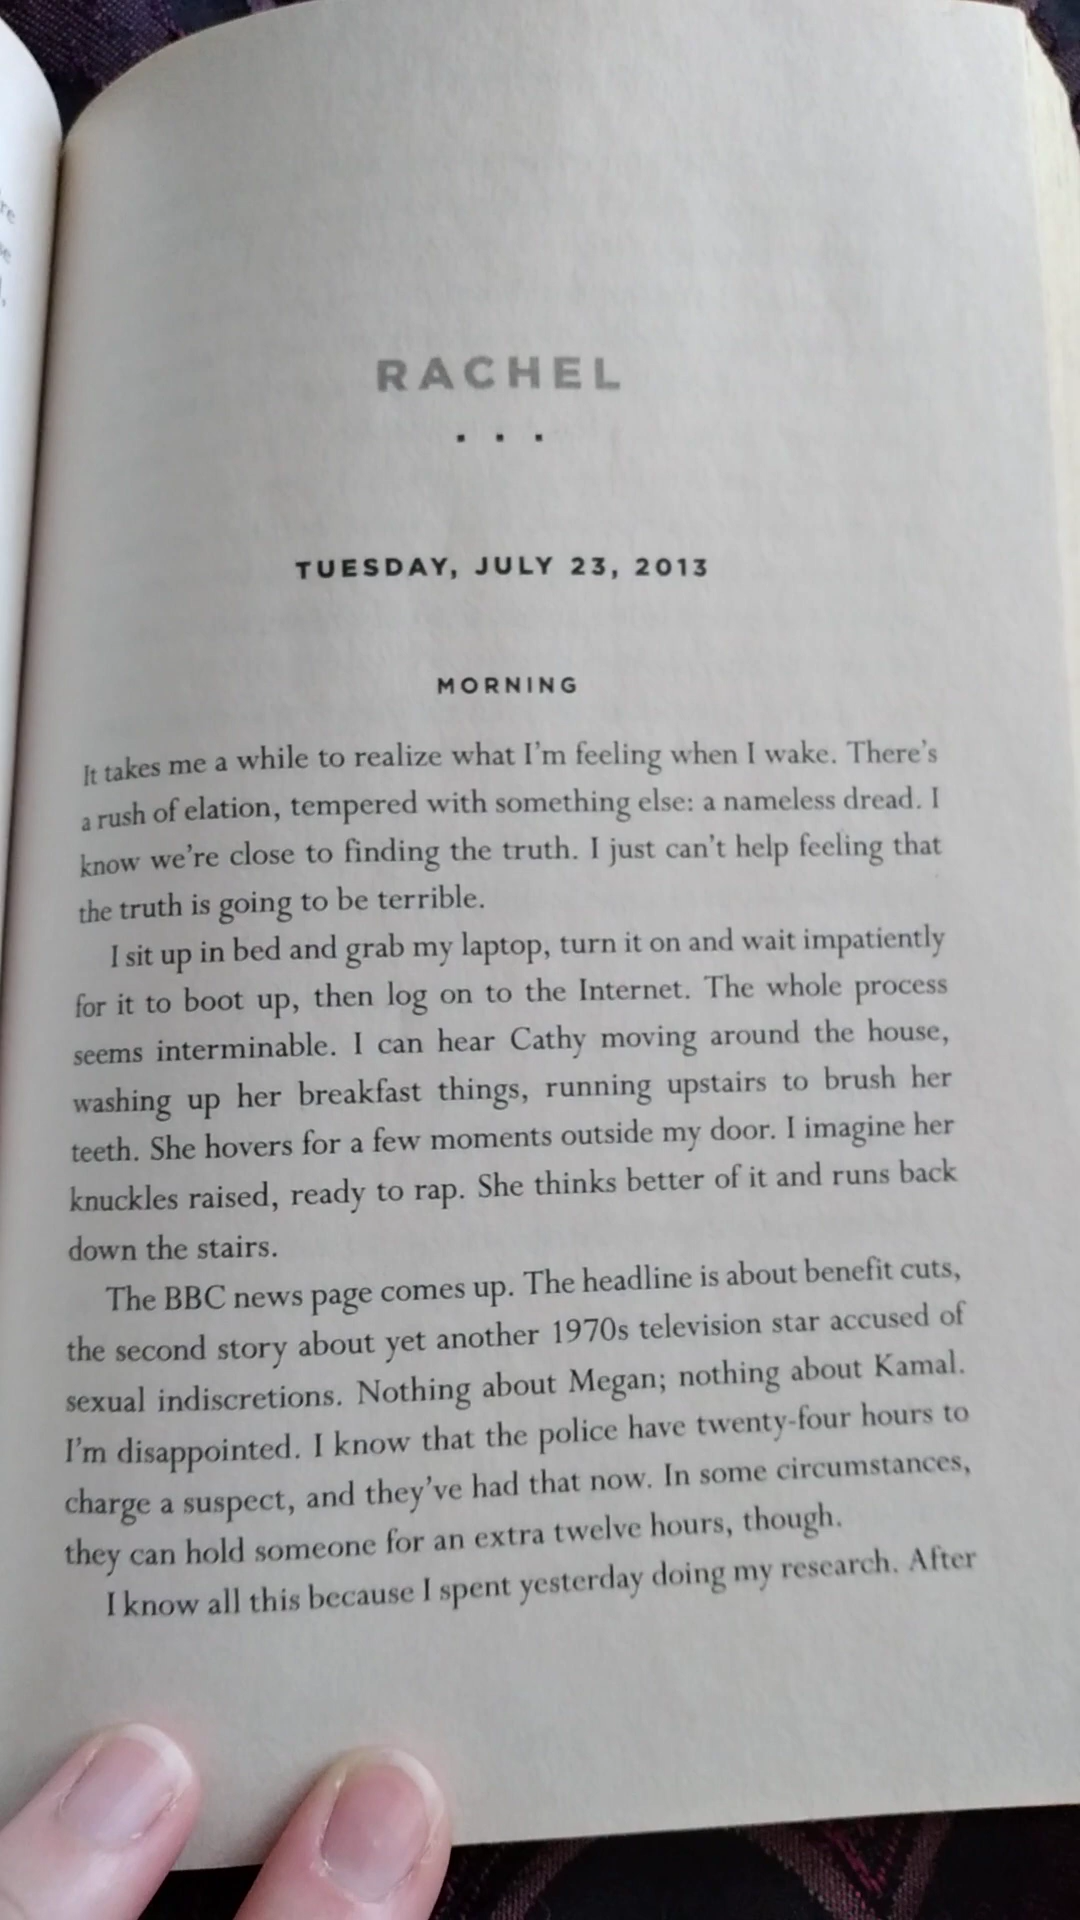 re
se
l,
RACHEL
. . .
TUESDAY, JULY 23, 2013
MORNING
It takes me a while to realize what I'm feeling when I wake. There's
a rush of elation, tempered with something else: a nameless dread. I
know we're close to finding the truth. I just can't help feeling that
the truth is going to be terrible.
I sit up in bed and grab my laptop, turn it on and wait impatiently
for it to boot up, then log on to the Internet. The whole process
seems interminable. I can hear Cathy moving around the house,
washing up her breakfast things, running upstairs to brush her
teeth. She hovers for a few moments outside my door. I imagine her
knuckles raised, ready to rap. She thinks better of it and runs back
down the stairs.
The BBC news page comes up. The headline is about benefit cuts,
the second story about yet another 1970s television star accused of
sexual indiscretions. Nothing about Megan; nothing about Kamal.
I'm disappointed. I know that the police have twenty-four hours to
charge a suspect, and they've had that now. In some circumstances,
they can hold someone for an extra twelve hours, though.
I know all this because I spent yesterday doing my research. After